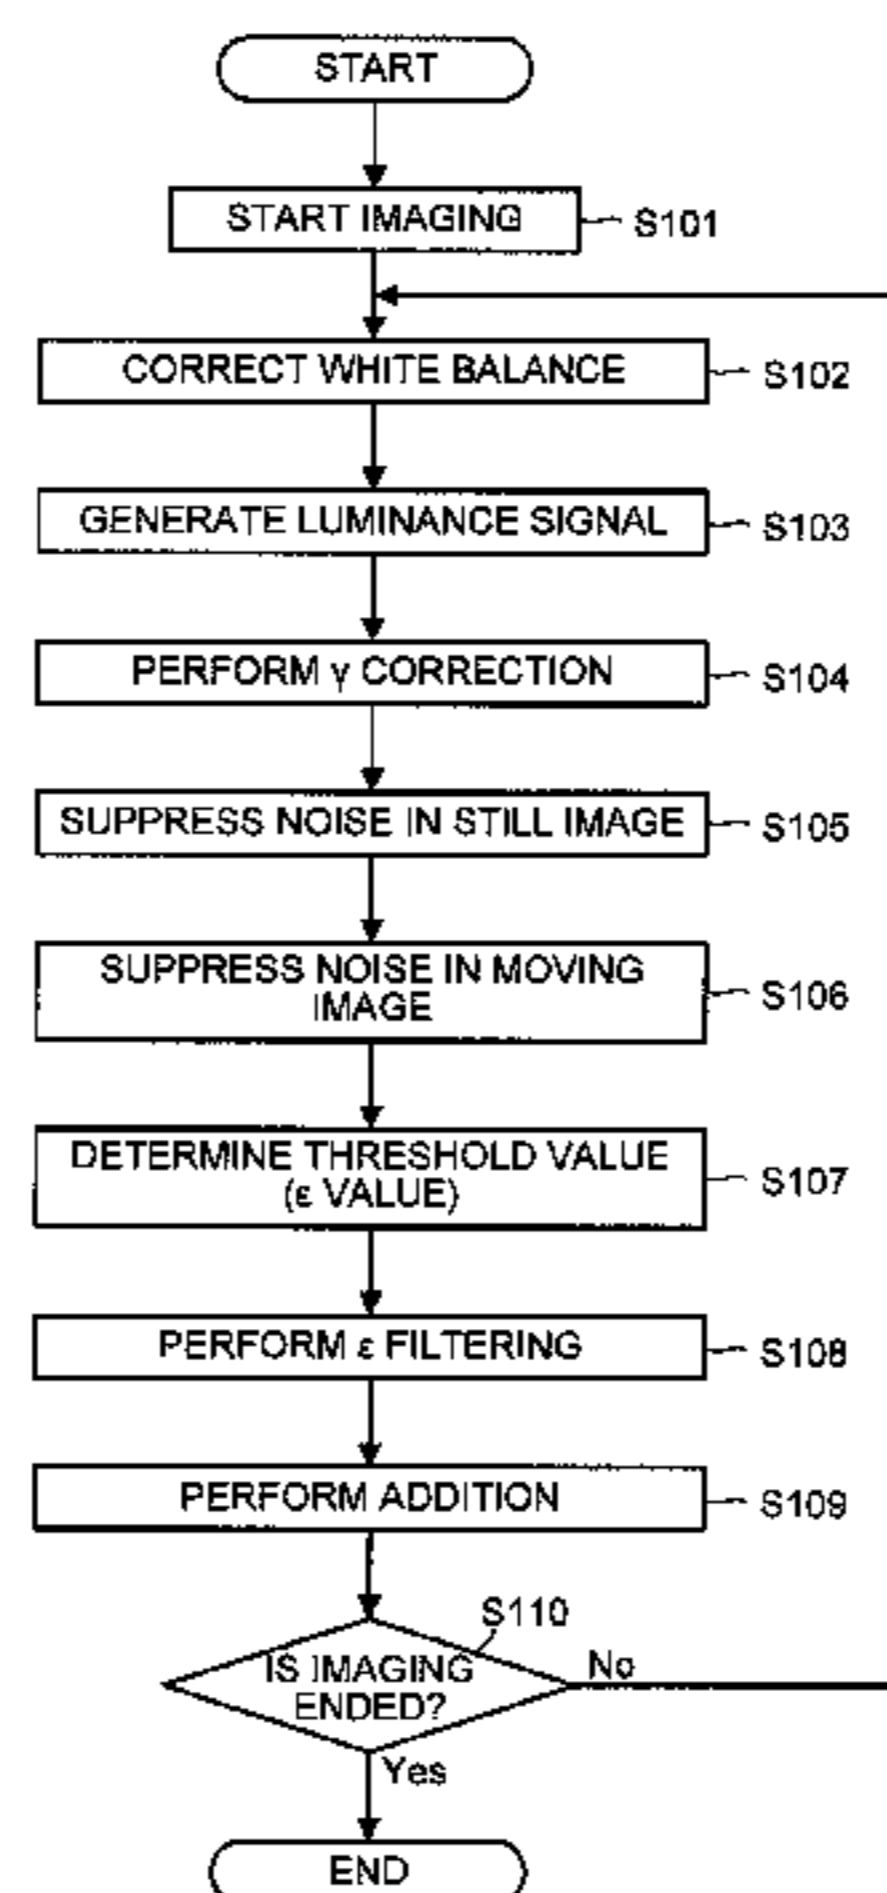 START
START IMAGING
S101
CORRECT WHITE BALANCE
S102
GENERATE LUMINANCE SIGNAL
S103
PERFORM γ CORRECTION
S104
SUPPRESS NOISE IN STILL IMAGE
S105
SUPPRESS NOISE IN MOVING
IMAGE
S106
DETERMINE THRESHOLD VALUE
(ε VALUE)
S107
PERFORM ε FILTERING
S108
PERFORM ADDITION
S109
S110
IS IMAGING
ENDED?
No
Yes
END